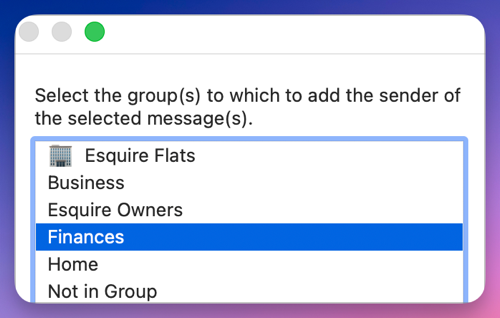 Select the group(s) to which to add the sender of
the selected message(s).
🏢 Esquire Flats
Business
Esquire Owners
Finances
Home
Not in Group